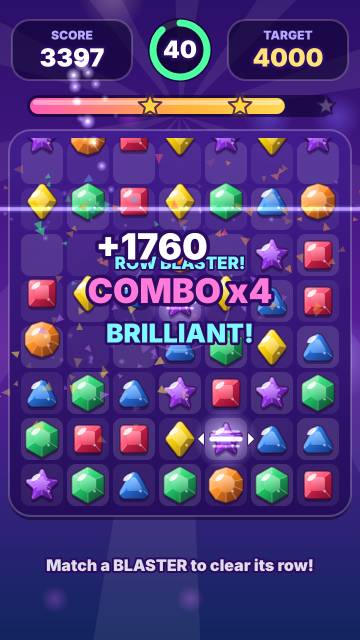 SCORE
3397
40
TARGET
4000
+1760
ROW BLASTER!
COMBO x4
BRILLIANT!
Match a BLASTER to clear its row!